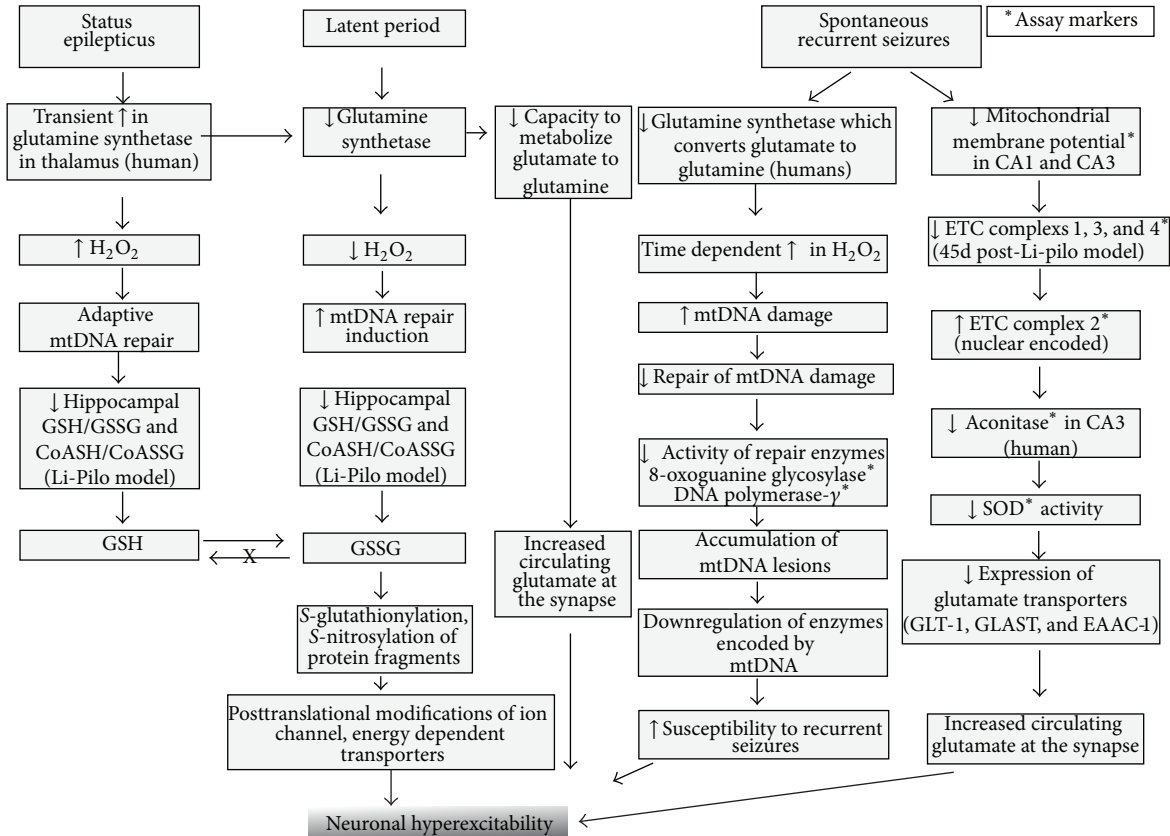 Status
epilepticus
Latent period
Spontaneous
recurrent seizures
* Assay markers
Transient ↑ in
glutamine synthetase
in thalamus (human)
↓ Glutamine
synthetase
↓ Capacity to
metabolize
glutamate to
glutamine
↓ Glutamine synthetase which
converts glutamate to
glutamine (humans)
↓ Mitochondrial
membrane potential*
in CA1 and CA3
↑ H₂O₂
↓ H₂O₂
Time dependent ↑ in H₂O₂
↓ ETC complexs 1, 3, and 4*
(45d post-Li-pilo model)
Adaptive
mtDNA repair
↑ mtDNA repair
induction
↑ mtDNA damage
↑ ETC complex 2*
(nuclear encoded)
↓ Hippocampal
GSH/GSSG and
CoASH/CoASSG
(Li-Pilo model)
↓ Hippocampal
GSH/GSSG and
CoASH/CoASSG
(Li-Pilo model)
↓ Repair of mtDNA damage
↓ Aconitase* in CA3
(human)
↓ Activity of repair enzymes
8-oxoguanine glycosylase*
DNA polymerase-γ*
↓ SOD* activity
GSH
X
GSSG
Increased
circulating
glutamate at
the synapse
Accumulation of
mtDNA lesions
↓ Expression of
glutamate transporters
(GLT-1, GLAST, and EAAC-1)
S-glutathionylation,
S-nitrosylation of
protein fragments
Downregulation of enzymes
encoded by
mtDNA
Posttranslational modifications of ion
channel, energy dependent
transporters
↑ Susceptibility to recurrent
seizures
Increased circulating
glutamate at the synapse
Neuronal hyperexcitability